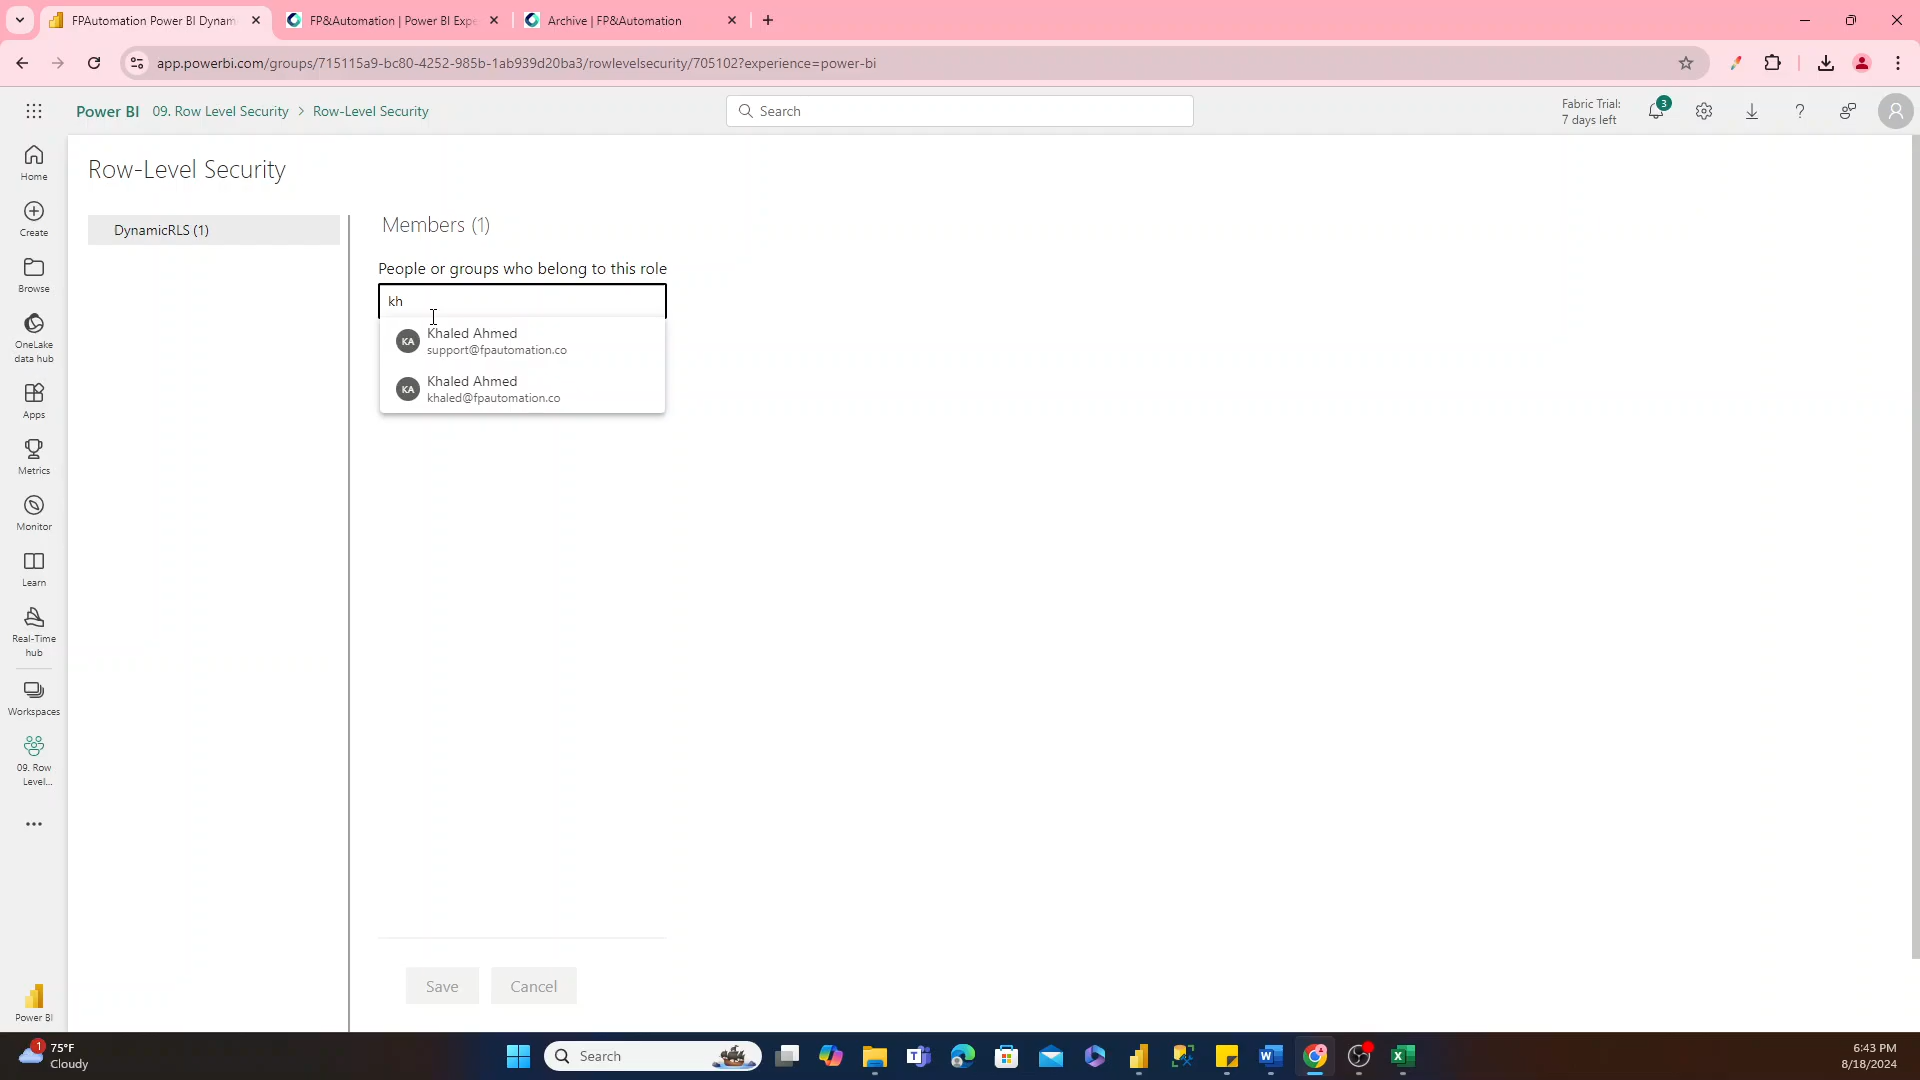 FPAutomation Power BI Dynam
FP&Automation | Power BI Expe
Archive | FP&Automation
app.powerbi.com/groups/715115a9-bc80-4252-985b-1ab939d20ba3/rowlevelsecurity/705102?experience=power-bi
Power BI 09. Row Level Security > Row-Level Security
Search
Fabric Trial:
7 days left
3
Home
Create
Browse
OneLake
data hub
Apps
Metrics
Monitor
Learn
Real-Time
hub
Workspaces
09. Row
Level...
Power BI
Row-Level Security
DynamicRLS (1)
Members (1)
People or groups who belong to this role
kh
KA
Khaled Ahmed
support@fpautomation.co
KA
Khaled Ahmed
khaled@fpautomation.co
Save
Cancel
1
75°F
Cloudy
Search
6:43 PM
8/18/2024